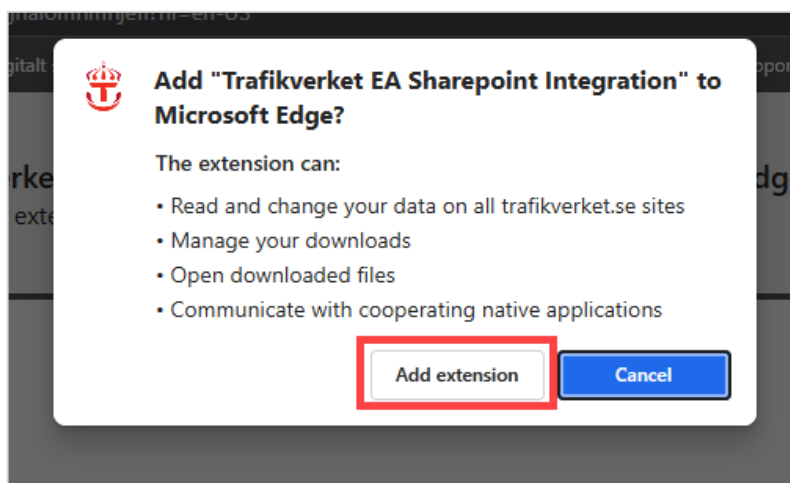 gitalt
Add "Trafikverket EA Sharepoint Integration" to
Microsoft Edge?
The extension can:
• Read and change your data on all trafikverket.se sites
• Manage your downloads
• Open downloaded files
• Communicate with cooperating native applications
Add extension Cancel